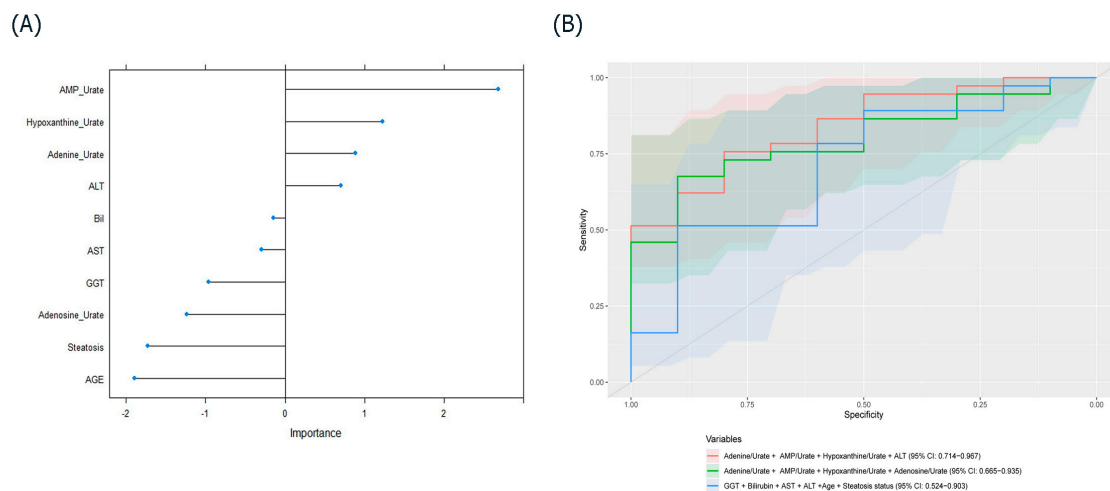 (A)
AMP_Urate
Hypoxanthine_Urate
Adenine_Urate
ALT
Bil
AST
GGT
Adenosine_Urate
Steatosis
AGE
-2
-1
0
1
2
Importance
(B)
1.00
0.75
0.50
0.25
0.00
Sensitivity
1.00
0.75
0.50
0.25
0.00
Specificity
Variables
Adenine/Urate + AMP/Urate + Hypoxanthine/Urate + ALT (95% CI: 0.714−0.967)
Adenine/Urate + AMP/Urate + Hypoxanthine/Urate + Adenosine/Urate (95% CI: 0.665−0.935)
GGT + Bilirubin + AST + ALT +Age + Steatosis status (95% CI: 0.524−0.903)